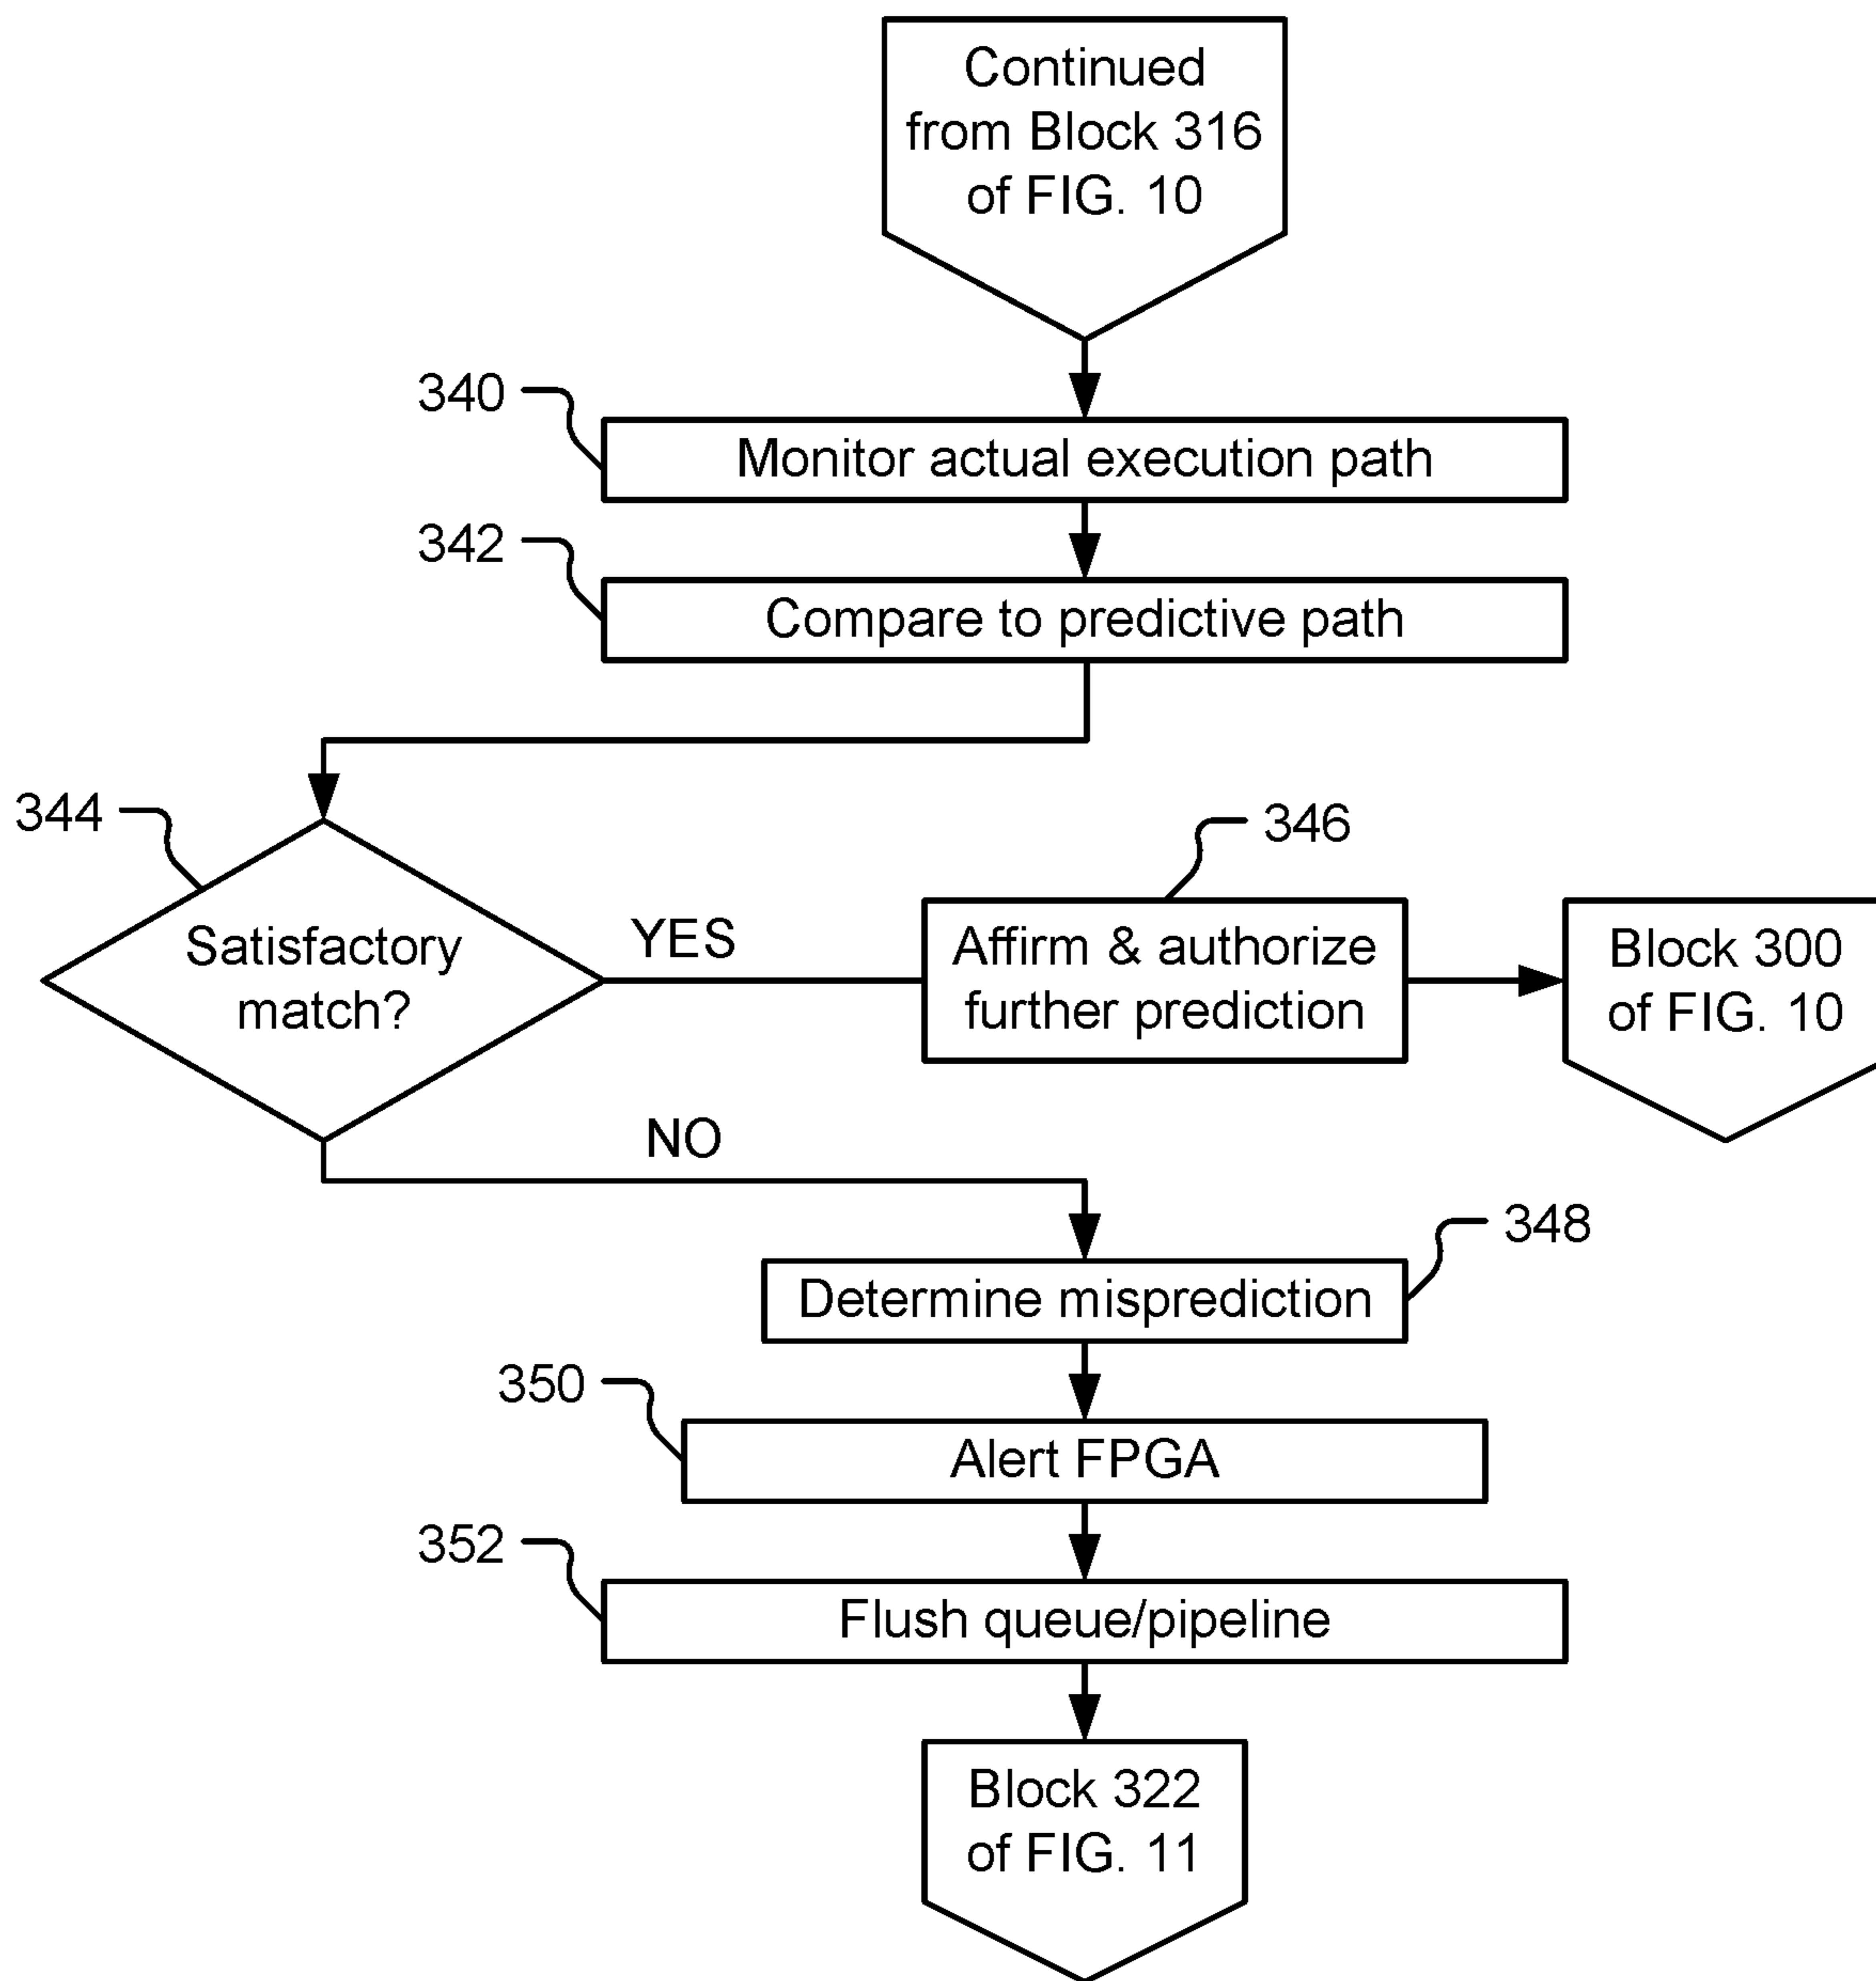 Continued
from Block 316
of FIG. 10
340
Monitor actual execution path
342
Compare to predictive path
344
Satisfactory
match?
YES
346
Affirm & authorize
further prediction
Block 300
of FIG. 10
NO
348
Determine misprediction
350
Alert FPGA
352
Flush queue/pipeline
Block 322
of FIG. 11